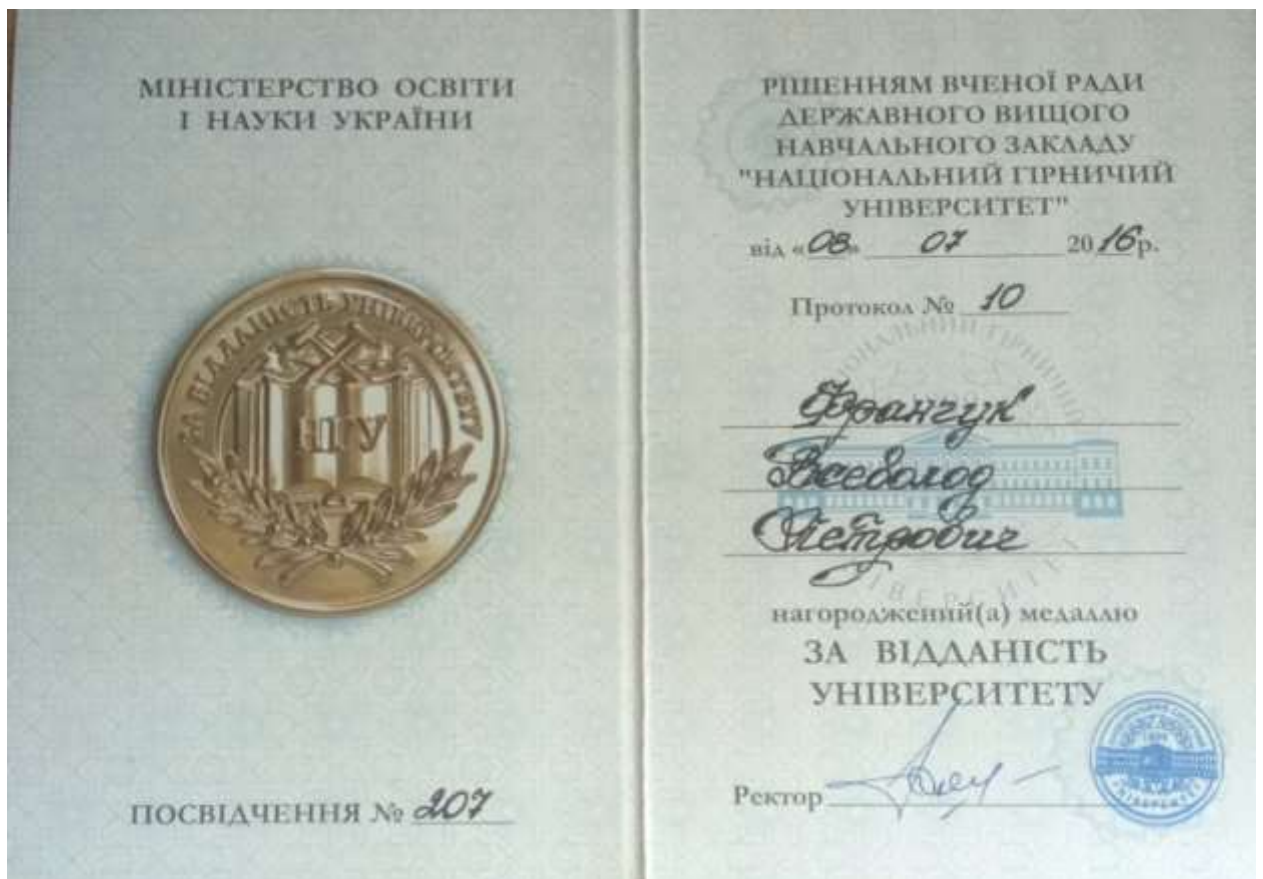 МІНІСТЕРСТВО ОСВІТИ
І НАУКИ УКРАЇНИ
ЗА ВІДДАНІСТЬ УНІВЕРСИТЕТУ
НГУ
ПОСВІДЧЕННЯ № 207
РІШЕННЯМ ВЧЕНОЇ РАДИ
ДЕРЖАВНОГО ВИЩОГО
НАВЧАЛЬНОГО ЗАКЛАДУ
"НАЦІОНАЛЬНИЙ ГІРНИЧИЙ
УНІВЕРСИТЕТ"
від «08» 07 2016р.
Протокол № 10
Франчук
Всеволод
Петрович
нагороджений(а) медаллю
ЗА ВІДДАНІСТЬ
УНІВЕРСИТЕТУ
Ректор